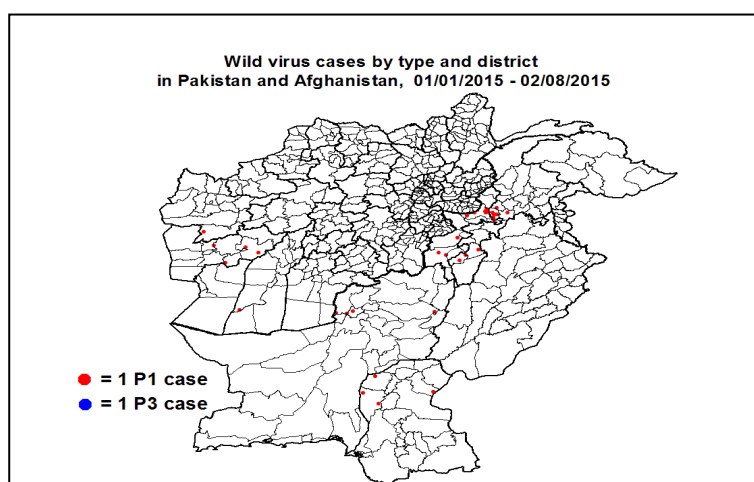 Wild virus cases by type and district
in Pakistan and Afghanistan, 01/01/2015 - 02/08/2015
= 1 P1 case
= 1 P3 case